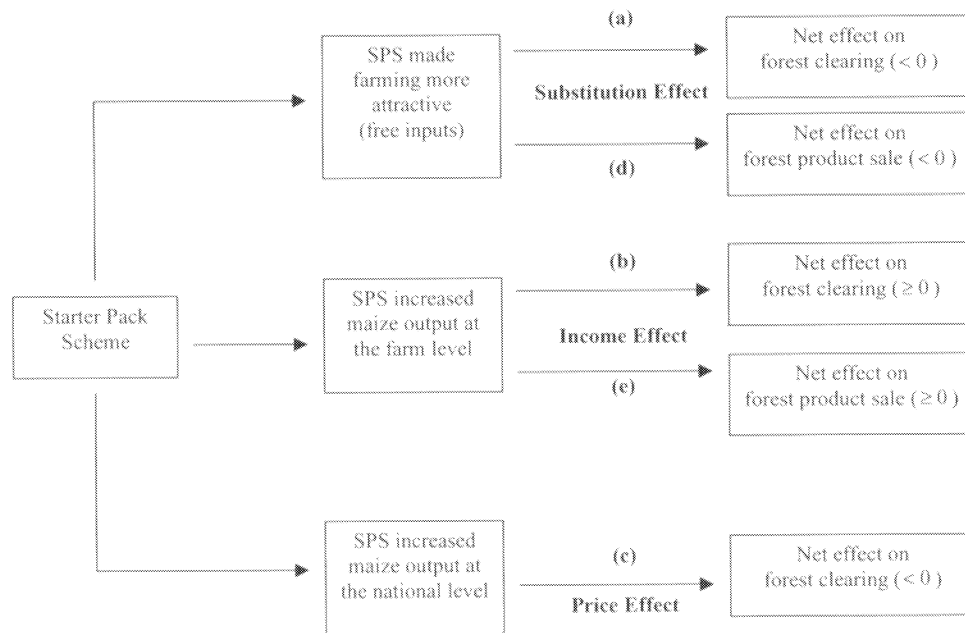 SPS made
farming more
attractive
(free inputs)
(a)
Substitution Effect
(d)
Net effect on
forest clearing ( < 0 )
Net effect on
forest product sale ( < 0 )
Starter Pack
Scheme
SPS increased
maize output at
the farm level
(b)
Income Effect
(e)
Net effect on
forest clearing ( ≥ 0 )
Net effect on
forest product sale ( ≥ 0 )
SPS increased
maize output at
the national level
(c)
Price Effect
Net effect on
forest clearing ( < 0 )